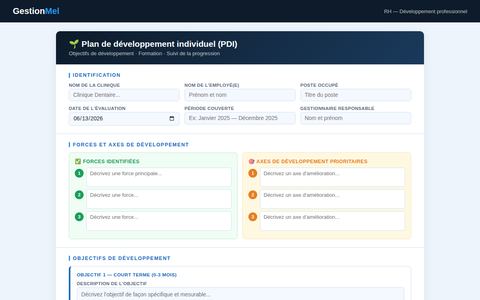 GestionMel
RH — Développement professionnel
🌱 Plan de développement individuel (PDI)
Objectifs de développement · Formation · Suivi de la progression
IDENTIFICATION
NOM DE LA CLINIQUE
NOM DE L'EMPLOYÉ(E)
POSTE OCCUPÉ
Clinique Dentaire...
Prénom et nom
Titre du poste
DATE DE L'ÉVALUATION
PÉRIODE COUVERTE
GESTIONNAIRE RESPONSABLE
06/13/2026
Ex: Janvier 2025 — Décembre 2025
Nom et prénom
FORCES ET AXES DE DÉVELOPPEMENT
✅ FORCES IDENTIFIÉES
1
Décrivez une force principale...
2
Décrivez une force...
3
Décrivez une force...
🎯 AXES DE DÉVELOPPEMENT PRIORITAIRES
1
Décrivez un axe d'amélioration...
2
Décrivez un axe d'amélioration...
3
Décrivez un axe d'amélioration...
OBJECTIFS DE DÉVELOPPEMENT
OBJECTIF 1 — COURT TERME (0-3 MOIS)
DESCRIPTION DE L'OBJECTIF
Décrivez l'objectif de façon spécifique et mesurable...